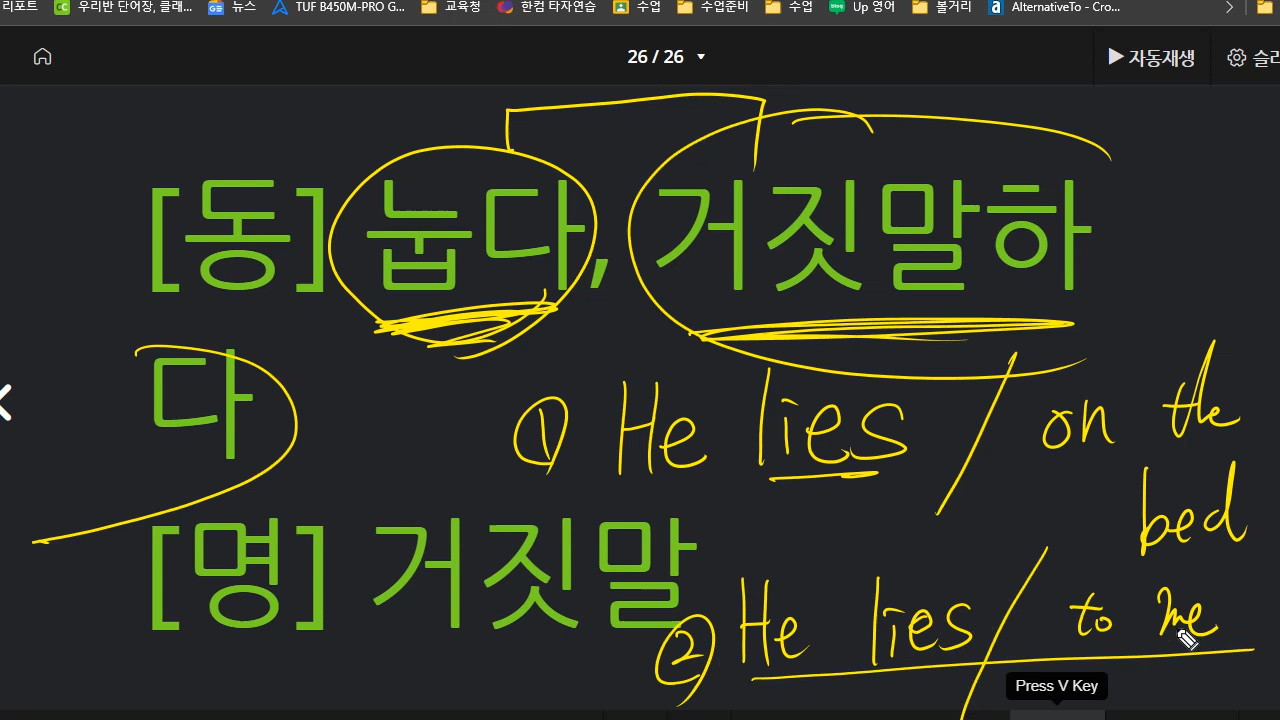 리포트 우리반 단어장, 클래... 뉴스 TUF B450M-PRO G... 교육청 한컴 타자연습 수업 수업준비 수업 Up 영어 볼거리 AlternativeTo - Cro...
26 / 26 자동재생 슬라
[동] 눕다, 거짓말하
다
① He lies / on the
bed
[명] 거짓말
② He lies / to me
Press V Key